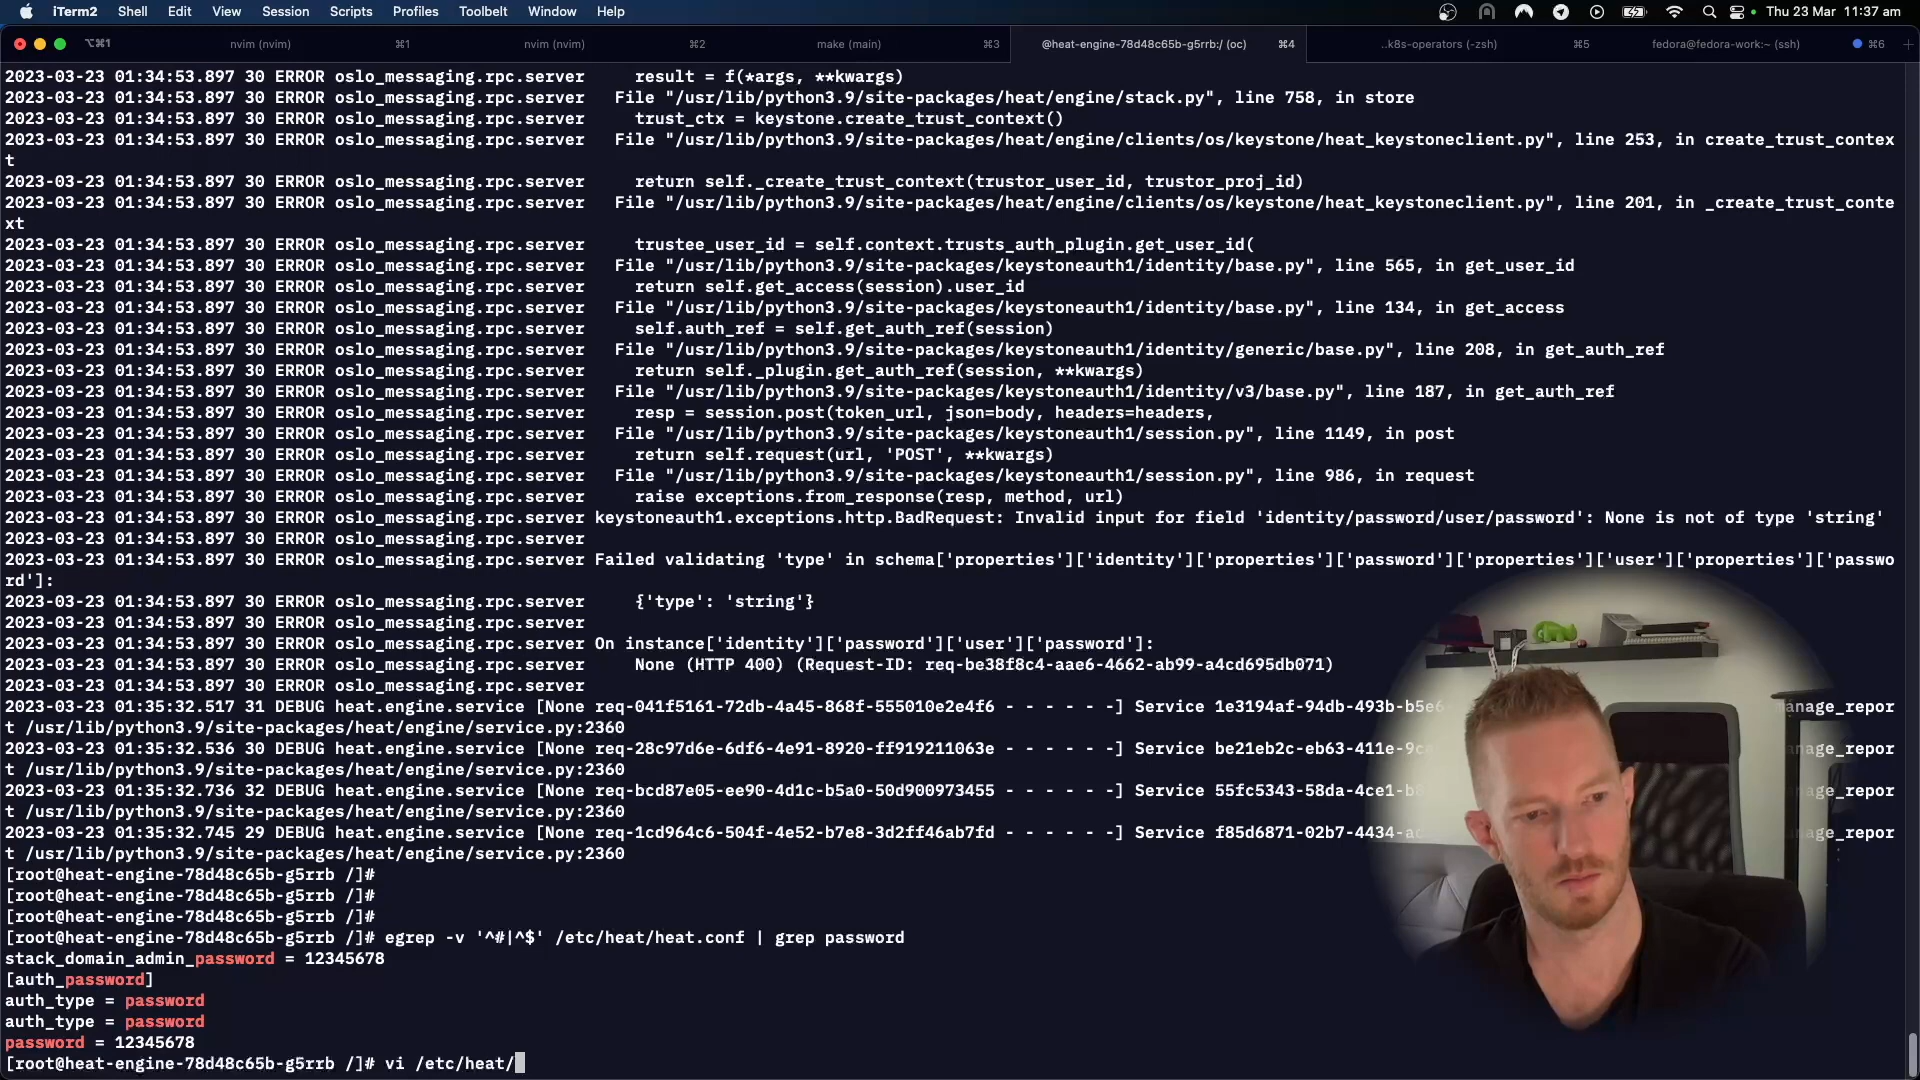 iTerm2 Shell Edit View Session Scripts Profiles Toolbelt Window Help Thu 23 Mar 11:37 am
⌥⌘1 nvim (nvim) ⌘1 nvim (nvim) ⌘2 make (main) ⌘3 @heat-engine-78d48c65b-g5rrb:/ (oc) ⌘4 ..k8s-operators (-zsh) ⌘5 fedora@fedora-work:~ (ssh) ⌘6
2023-03-23 01:34:53.897 30 ERROR oslo_messaging.rpc.server     result = f(*args, **kwargs)
2023-03-23 01:34:53.897 30 ERROR oslo_messaging.rpc.server   File "/usr/lib/python3.9/site-packages/heat/engine/stack.py", line 758, in store
2023-03-23 01:34:53.897 30 ERROR oslo_messaging.rpc.server     trust_ctx = keystone.create_trust_context()
2023-03-23 01:34:53.897 30 ERROR oslo_messaging.rpc.server   File "/usr/lib/python3.9/site-packages/heat/engine/clients/os/keystone/heat_keystoneclient.py", line 253, in create_trust_contex
t
2023-03-23 01:34:53.897 30 ERROR oslo_messaging.rpc.server     return self._create_trust_context(trustor_user_id, trustor_proj_id)
2023-03-23 01:34:53.897 30 ERROR oslo_messaging.rpc.server   File "/usr/lib/python3.9/site-packages/heat/engine/clients/os/keystone/heat_keystoneclient.py", line 201, in _create_trust_conte
xt
2023-03-23 01:34:53.897 30 ERROR oslo_messaging.rpc.server     trustee_user_id = self.context.trusts_auth_plugin.get_user_id(
2023-03-23 01:34:53.897 30 ERROR oslo_messaging.rpc.server   File "/usr/lib/python3.9/site-packages/keystoneauth1/identity/base.py", line 565, in get_user_id
2023-03-23 01:34:53.897 30 ERROR oslo_messaging.rpc.server     return self.get_access(session).user_id
2023-03-23 01:34:53.897 30 ERROR oslo_messaging.rpc.server   File "/usr/lib/python3.9/site-packages/keystoneauth1/identity/base.py", line 134, in get_access
2023-03-23 01:34:53.897 30 ERROR oslo_messaging.rpc.server     self.auth_ref = self.get_auth_ref(session)
2023-03-23 01:34:53.897 30 ERROR oslo_messaging.rpc.server   File "/usr/lib/python3.9/site-packages/keystoneauth1/identity/generic/base.py", line 208, in get_auth_ref
2023-03-23 01:34:53.897 30 ERROR oslo_messaging.rpc.server     return self._plugin.get_auth_ref(session, **kwargs)
2023-03-23 01:34:53.897 30 ERROR oslo_messaging.rpc.server   File "/usr/lib/python3.9/site-packages/keystoneauth1/identity/v3/base.py", line 187, in get_auth_ref
2023-03-23 01:34:53.897 30 ERROR oslo_messaging.rpc.server     resp = session.post(token_url, json=body, headers=headers,
2023-03-23 01:34:53.897 30 ERROR oslo_messaging.rpc.server   File "/usr/lib/python3.9/site-packages/keystoneauth1/session.py", line 1149, in post
2023-03-23 01:34:53.897 30 ERROR oslo_messaging.rpc.server     return self.request(url, 'POST', **kwargs)
2023-03-23 01:34:53.897 30 ERROR oslo_messaging.rpc.server   File "/usr/lib/python3.9/site-packages/keystoneauth1/session.py", line 986, in request
2023-03-23 01:34:53.897 30 ERROR oslo_messaging.rpc.server     raise exceptions.from_response(resp, method, url)
2023-03-23 01:34:53.897 30 ERROR oslo_messaging.rpc.server keystoneauth1.exceptions.http.BadRequest: Invalid input for field 'identity/password/user/password': None is not of type 'string'
2023-03-23 01:34:53.897 30 ERROR oslo_messaging.rpc.server
2023-03-23 01:34:53.897 30 ERROR oslo_messaging.rpc.server Failed validating 'type' in schema['properties']['identity']['properties']['password']['properties']['user']['properties']['passwo
rd']:
2023-03-23 01:34:53.897 30 ERROR oslo_messaging.rpc.server     {'type': 'string'}
2023-03-23 01:34:53.897 30 ERROR oslo_messaging.rpc.server
2023-03-23 01:34:53.897 30 ERROR oslo_messaging.rpc.server On instance['identity']['password']['user']['password']:
2023-03-23 01:34:53.897 30 ERROR oslo_messaging.rpc.server     None (HTTP 400) (Request-ID: req-be38f8c4-aae6-4662-ab99-a4cd695db071)
2023-03-23 01:34:53.897 30 ERROR oslo_messaging.rpc.server
2023-03-23 01:35:32.517 31 DEBUG heat.engine.service [None req-041f5161-72db-4a45-868f-555010e2e4f6 - - - - - -] Service 1e3194af-94db-493b-b5e6- manage_repor
t /usr/lib/python3.9/site-packages/heat/engine/service.py:2360
2023-03-23 01:35:32.536 30 DEBUG heat.engine.service [None req-28c97d6e-6df6-4e91-8920-ff919211063e - - - - - -] Service be21eb2c-eb63-411e-9c nage_repor
t /usr/lib/python3.9/site-packages/heat/engine/service.py:2360
2023-03-23 01:35:32.736 32 DEBUG heat.engine.service [None req-bcd87e05-ee90-4d1c-b5a0-50d900973455 - - - - - -] Service 55fc5343-58da-4ce1-b nage_repor
t /usr/lib/python3.9/site-packages/heat/engine/service.py:2360
2023-03-23 01:35:32.745 29 DEBUG heat.engine.service [None req-1cd964c6-504f-4e52-b7e8-3d2ff46ab7fd - - - - - -] Service f85d6871-02b7-4434-a nage_repor
t /usr/lib/python3.9/site-packages/heat/engine/service.py:2360
[root@heat-engine-78d48c65b-g5rrb /]#
[root@heat-engine-78d48c65b-g5rrb /]#
[root@heat-engine-78d48c65b-g5rrb /]#
[root@heat-engine-78d48c65b-g5rrb /]# egrep -v '^#|^$' /etc/heat/heat.conf | grep password
stack_domain_admin_password = 12345678
[auth_password]
auth_type = password
auth_type = password
password = 12345678
[root@heat-engine-78d48c65b-g5rrb /]# vi /etc/heat/